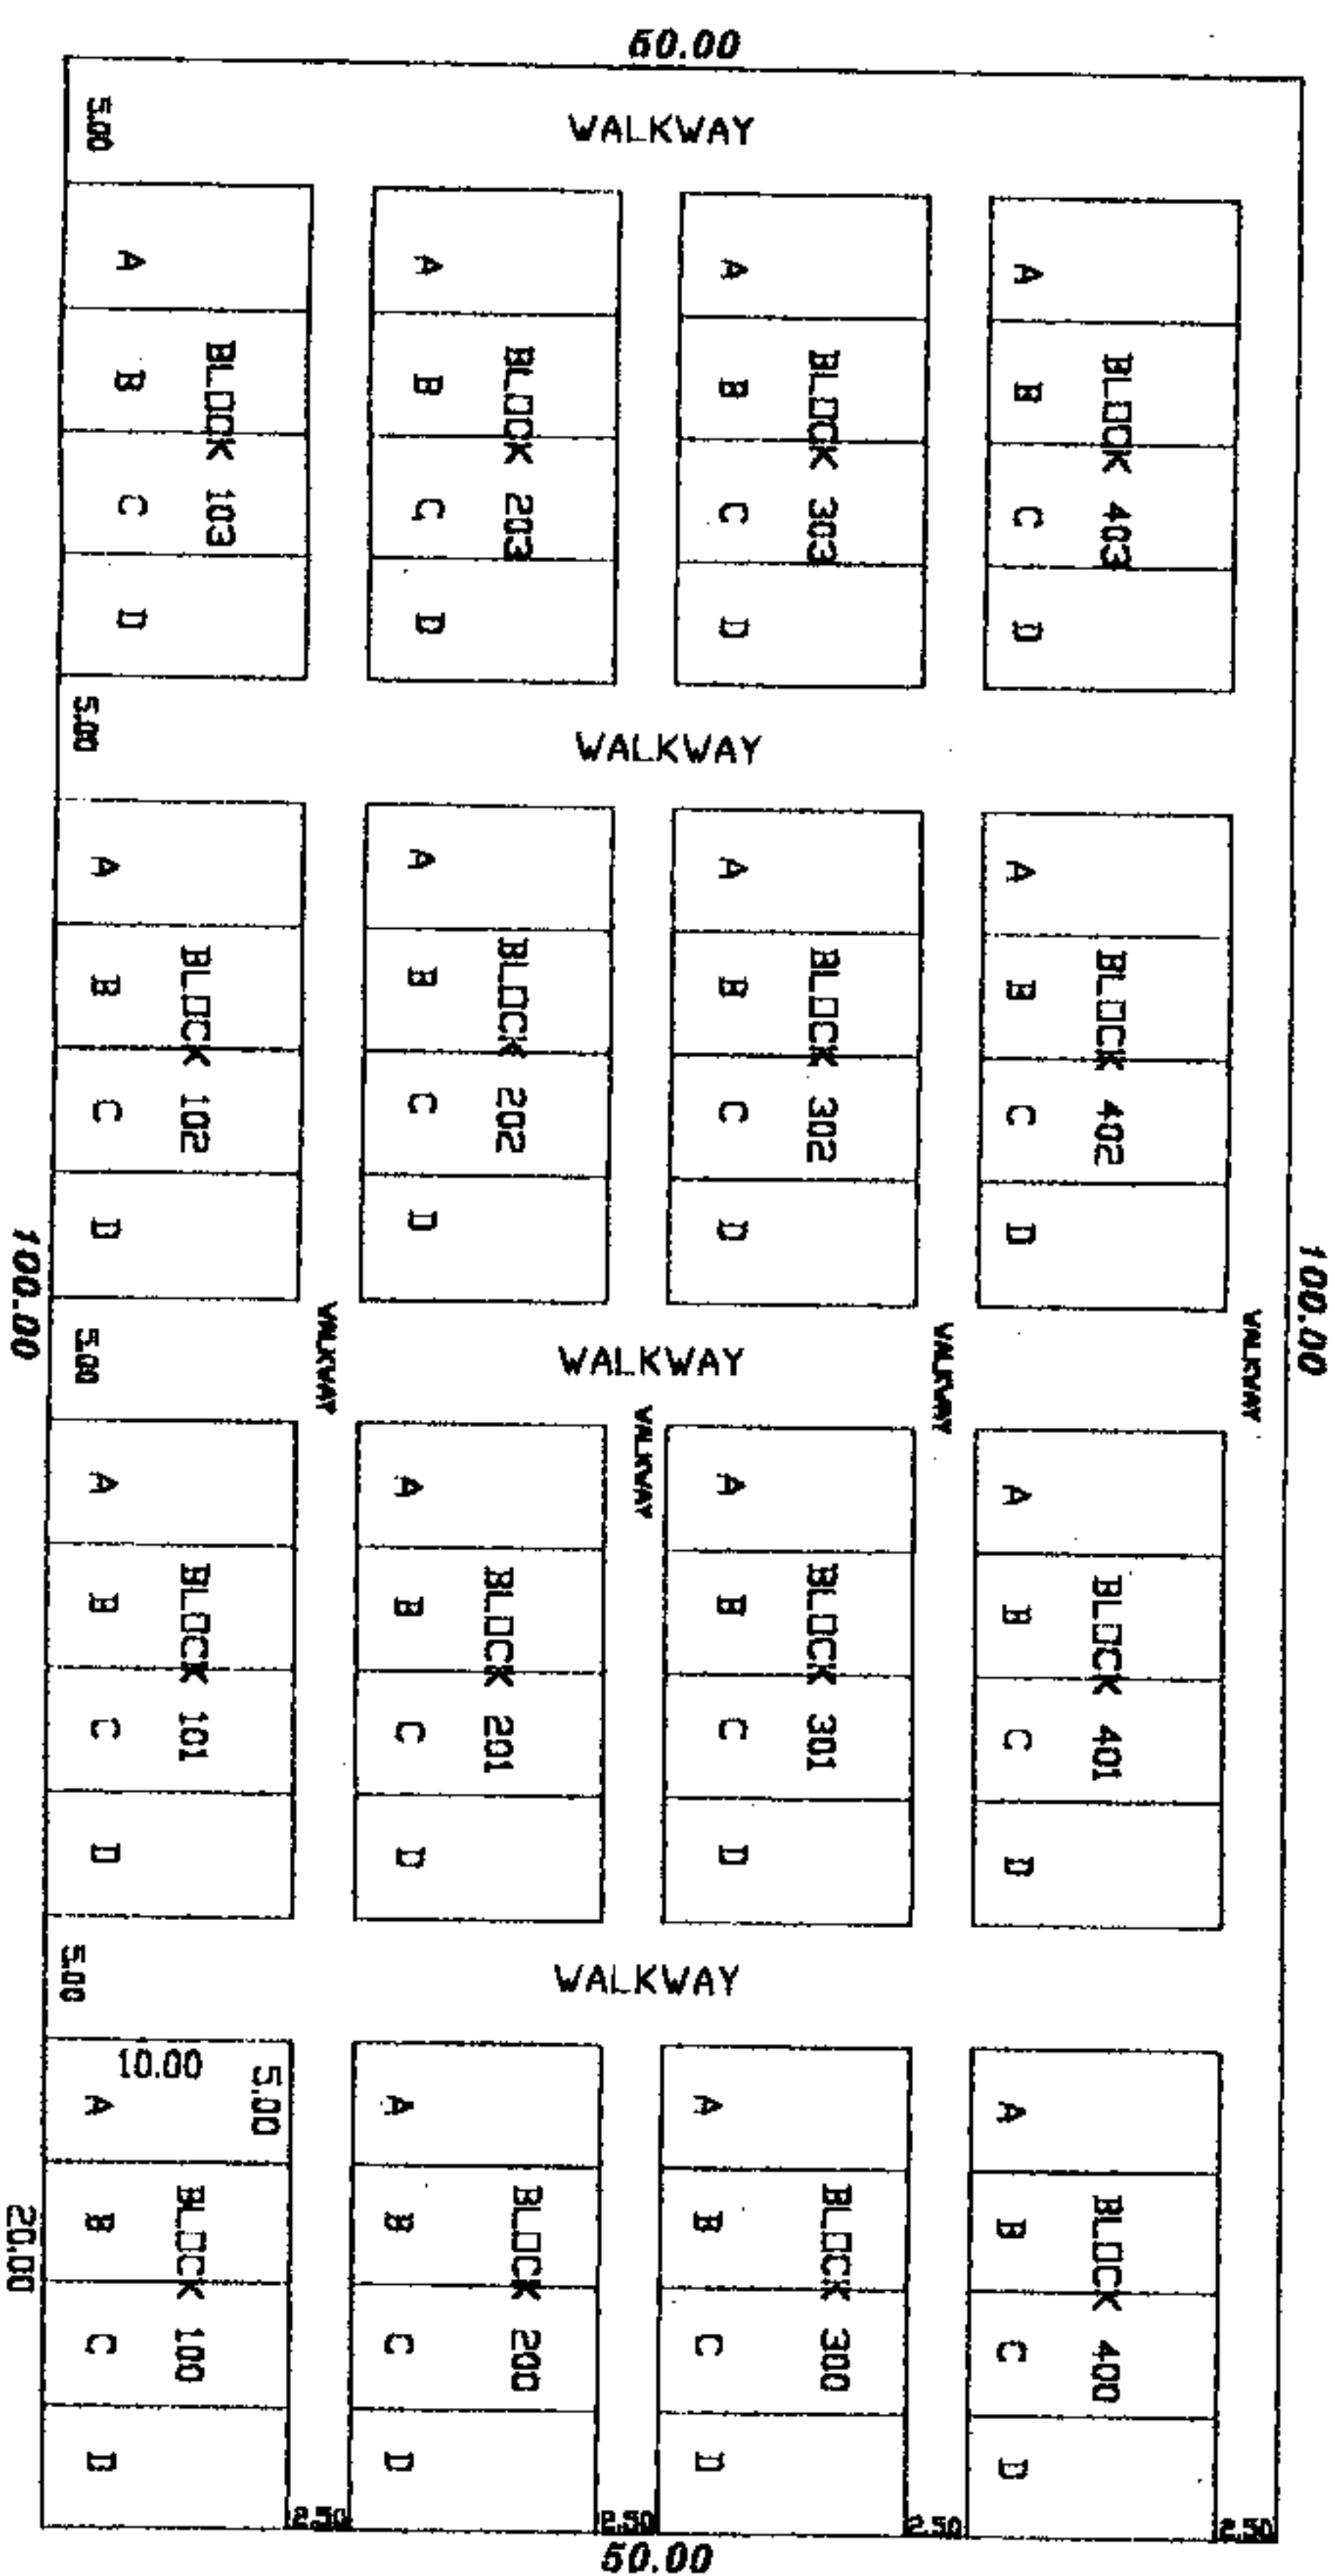 50.00
5.00
WALKWAY
A
B
C
D
BLOCK 103
A
B
C
D
BLOCK 203
A
B
C
D
BLOCK 303
A
B
C
D
BLOCK 403
5.00
WALKWAY
A
B
C
D
BLOCK 102
A
B
C
D
BLOCK 202
A
B
C
D
BLOCK 302
A
B
C
D
BLOCK 402
100.00
5.00
WALKWAY
WALKWAY
WALKWAY
WALKWAY
WALKWAY
100.00
A
B
C
D
BLOCK 101
A
B
C
D
BLOCK 201
A
B
C
D
BLOCK 301
A
B
C
D
BLOCK 401
5.00
WALKWAY
10.00
5.00
20.00
A
B
C
D
BLOCK 100
A
B
C
D
BLOCK 200
A
B
C
D
BLOCK 300
A
B
C
D
BLOCK 400
2.50
2.50
2.50
2.50
50.00